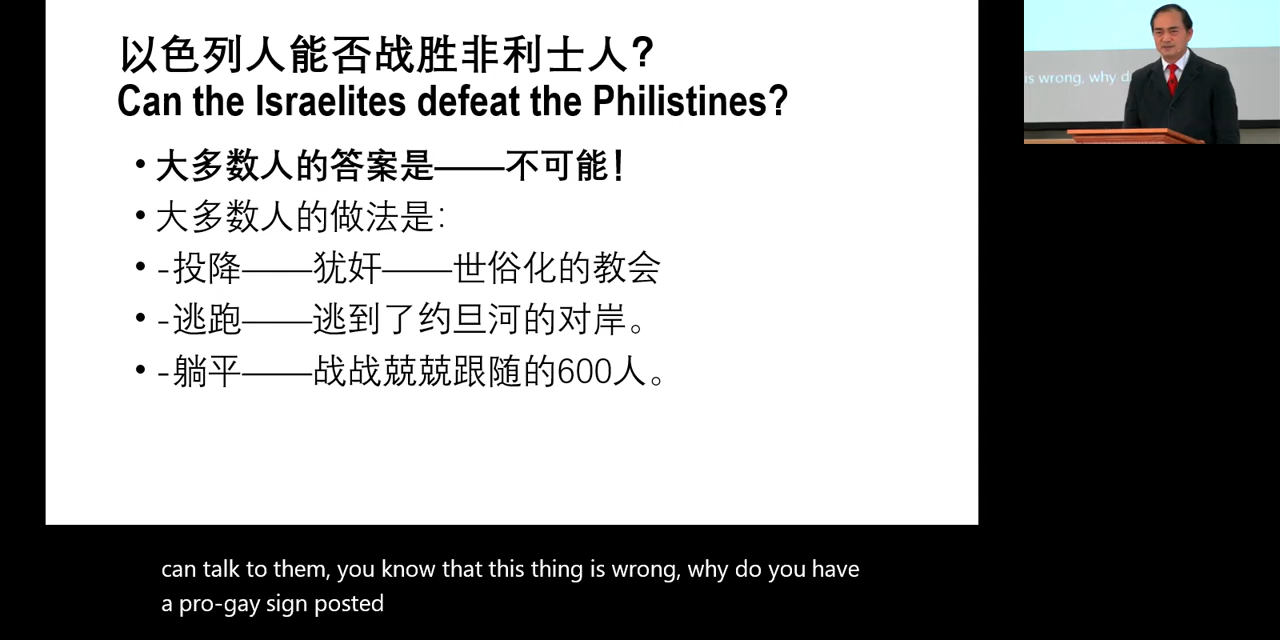 以色列人能否战胜非利士人？
Can the Israelites defeat the Philistines?
• 大多数人的答案是——不可能！
• 大多数人的做法是：
• -投降——犹奸——世俗化的教会
• -逃跑——逃到了约旦河的对岸。
• -躺平——战战兢兢跟随的600人。
is wrong, why d
can talk to them, you know that this thing is wrong, why do you have
a pro-gay sign posted